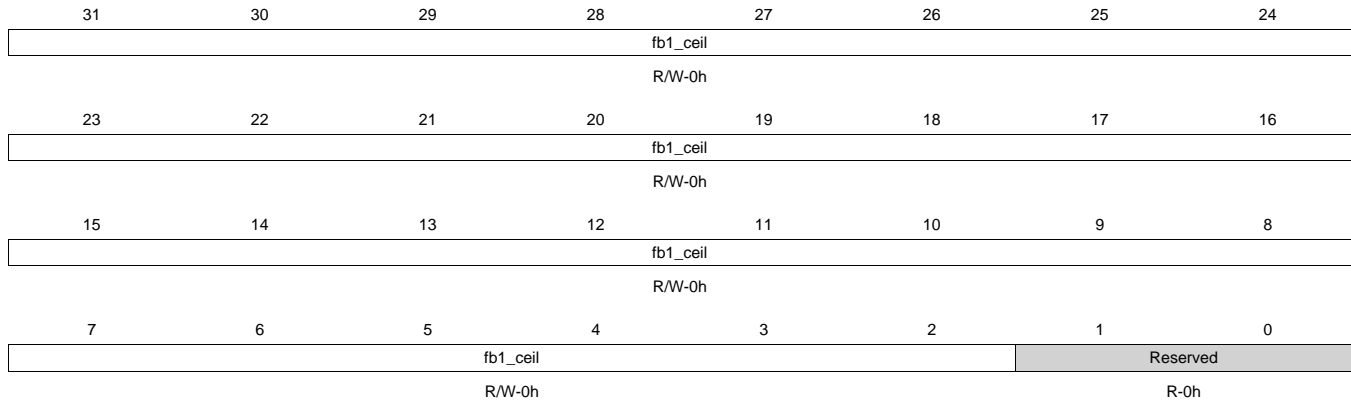 31 30 29 28 27 26 25 24
fb1_ceil
R/W-0h
23 22 21 20 19 18 17 16
fb1_ceil
R/W-0h
15 14 13 12 11 10 9 8
fb1_ceil
R/W-0h
7 6 5 4 3 2 1 0
fb1_ceil Reserved
R/W-0h R-0h